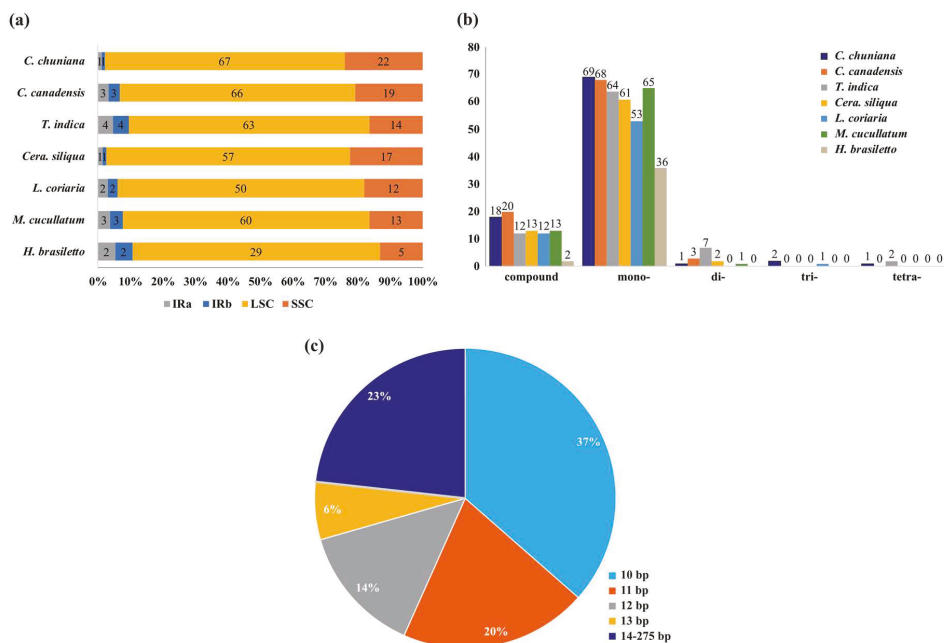 (a)
C. chuniana 1 1 67 22
C. canadensis 3 3 66 19
T. indica 4 4 63 14
Cera. siliqua 1 1 57 17
L. coriaria 2 2 50 12
M. cucullatum 3 3 60 13
H. brasiletto 2 2 29 5
0% 10% 20% 30% 40% 50% 60% 70% 80% 90% 100%
IRa IRb LSC SSC
(b)
80
70
60
50
40
30
20
10
0
18 20 12 13 12 13 2
69 68 64 61 53 65 36
1 3 7 2 0 1 0
2 0 0 0 1 0 0
1 0 2 0 0 0 0
compound mono- di- tri- tetra-
C. chuniana
C. canadensis
T. indica
Cera. siliqua
L. coriaria
M. cucullatum
H. brasiletto
(c)
23%
37%
6%
14%
20%
10 bp
11 bp
12 bp
13 bp
14-275 bp